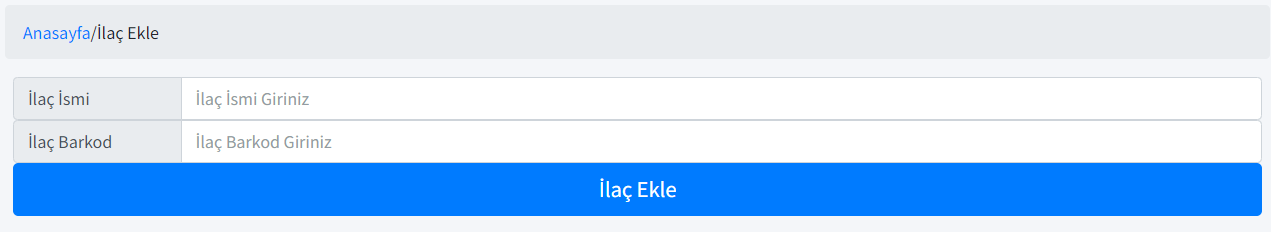 Anasayfa/İlaç Ekle
İlaç İsmi İlaç İsmi Giriniz
İlaç Barkod İlaç Barkod Giriniz
İlaç Ekle